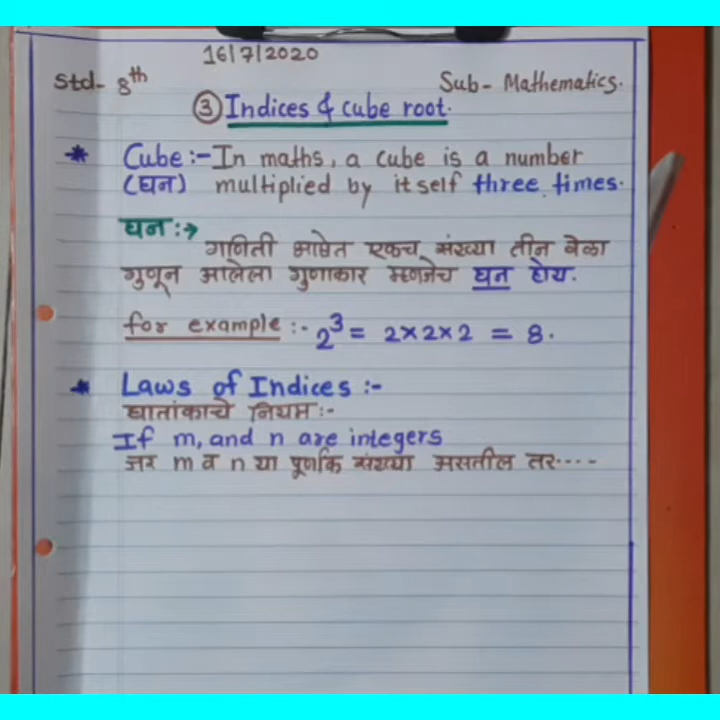 16/7/2020
Std- 8th Sub- Mathematics.
③ Indices & cube root.
* Cube :- In maths, a cube is a number
(घन) multiplied by itself three times.
घन :→
गणिती भाषेत एकच संख्या तीन वेळा
गुणून आलेला गुणाकार म्हणजेच घन होय.
for example :- 2³ = 2×2×2 = 8.
* Laws of Indices :-
घातांकाचे नियम :-
If m, and n are integers
जर m व n या पूर्णांक संख्या असतील तर....